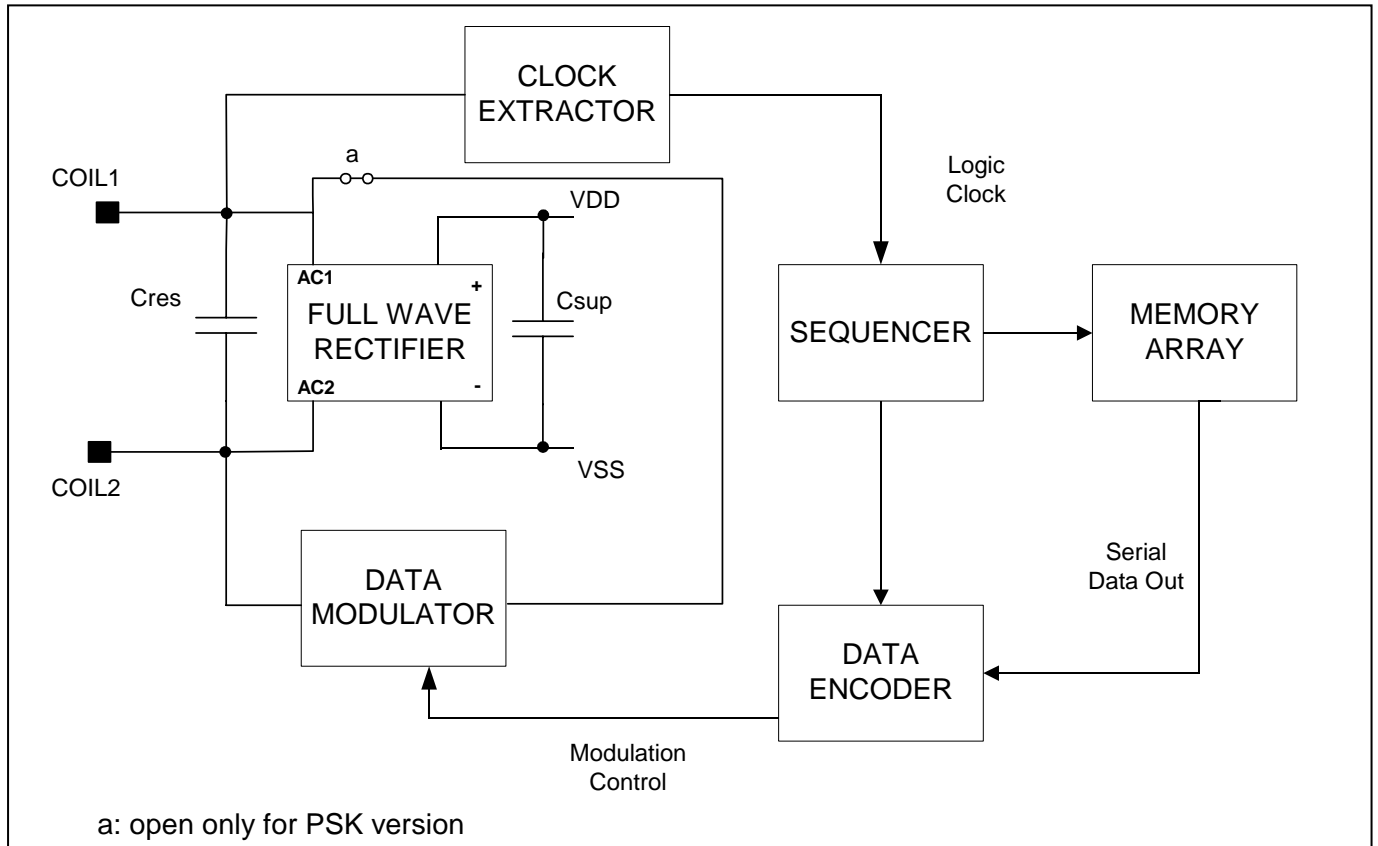 CLOCK
EXTRACTOR
a
COIL1
VDD
Logic
Clock
AC1
+
Cres
FULL WAVE
RECTIFIER
Csup
SEQUENCER
MEMORY
ARRAY
AC2
-
VSS
COIL2
Serial
Data Out
DATA
MODULATOR
DATA
ENCODER
Modulation
Control
a: open only for PSK version